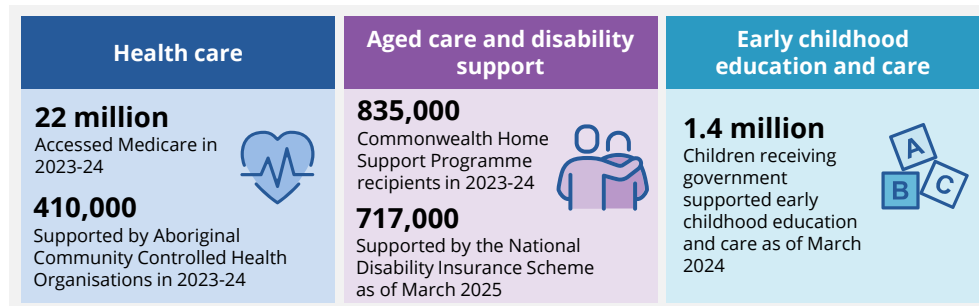 Health care
22 million
Accessed Medicare in
2023-24
410,000
Supported by Aboriginal
Community Controlled Health
Organisations in 2023-24
Aged care and disability
support
835,000
Commonwealth Home
Support Programme
recipients in 2023-24
717,000
Supported by the National
Disability Insurance Scheme
as of March 2025
Early childhood
education and care
1.4 million
Children receiving
government
supported early
childhood education
and care as of March
2024
A
B
C